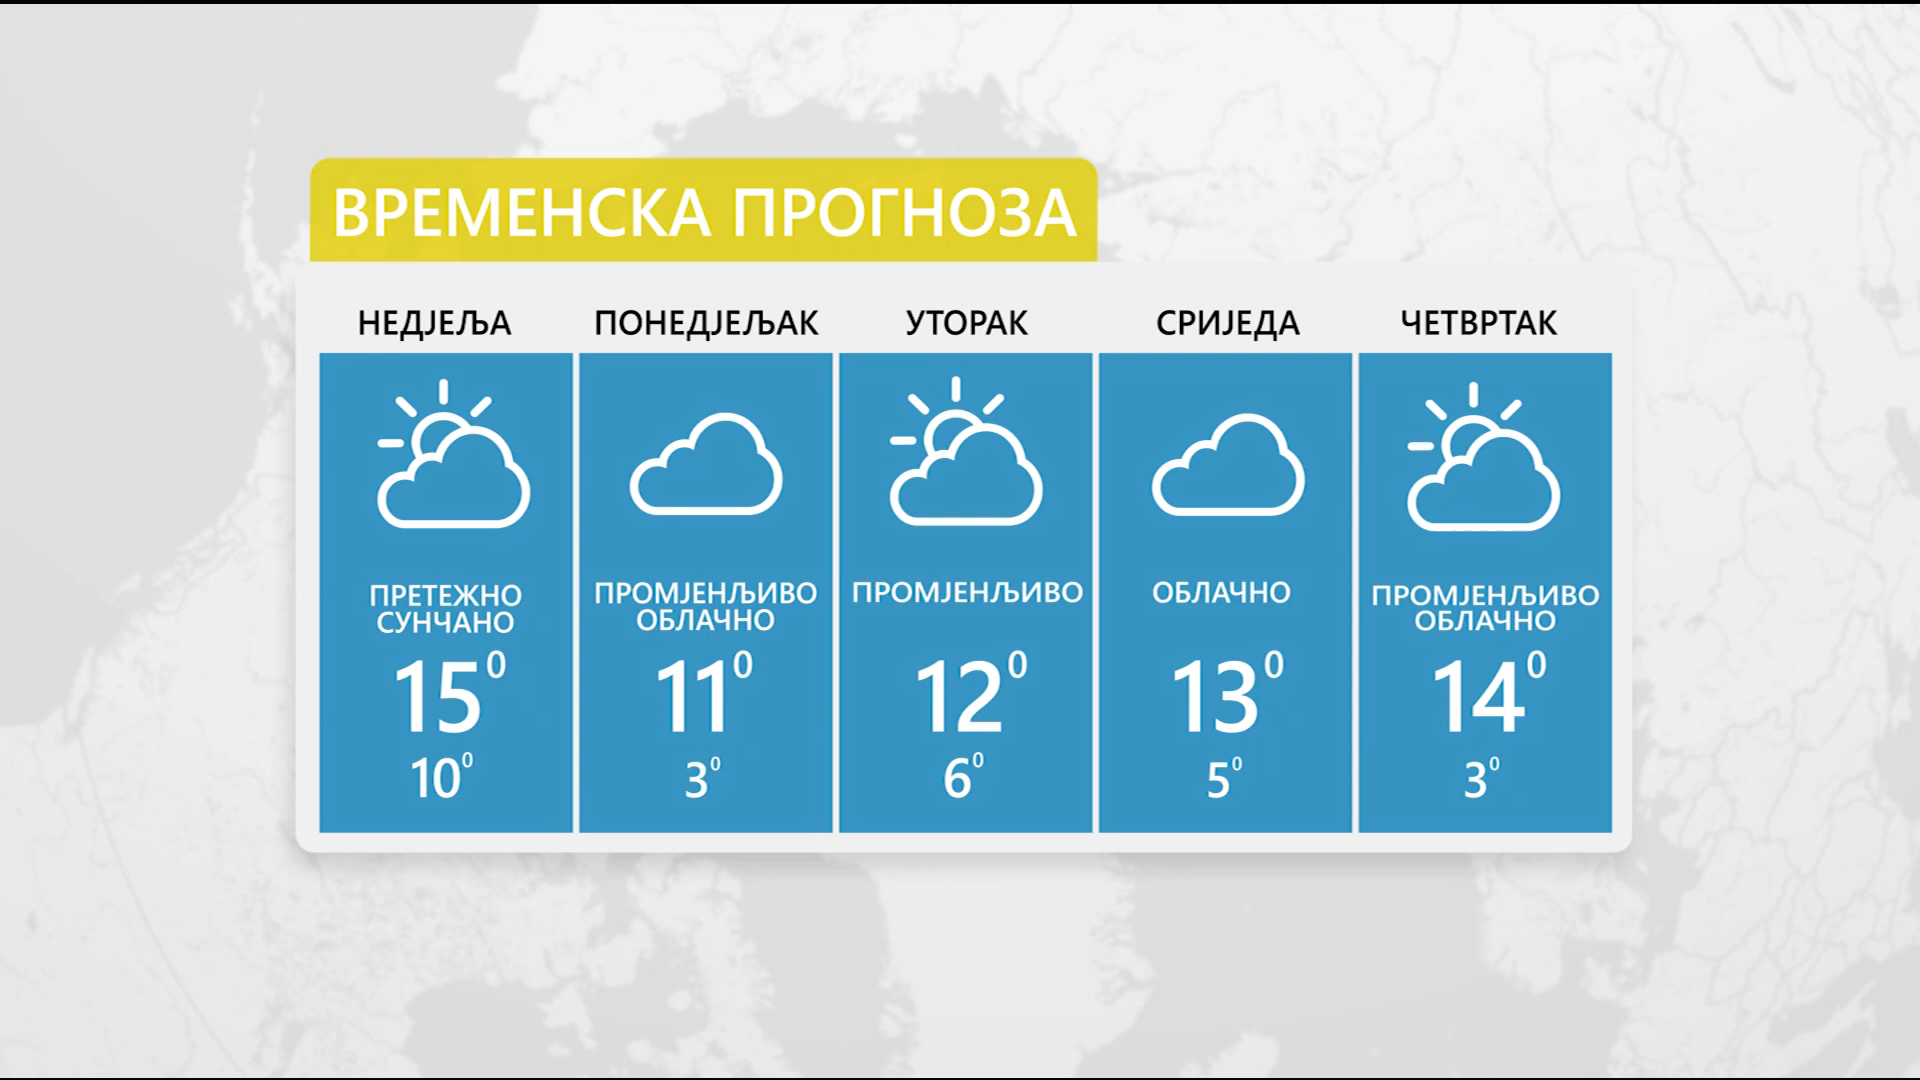 ВРЕМЕНСКА ПРОГНОЗА
НЕДЈЕЉА
ПРЕТЕЖНО
СУНЧАНО
15⁰
10⁰
ПОНЕДЈЕЉАК
ПРОМЈЕНЉИВО
ОБЛАЧНО
11⁰
3⁰
УТОРАК
ПРОМЈЕНЉИВО
12⁰
6⁰
СРИЈЕДА
ОБЛАЧНО
13⁰
5⁰
ЧЕТВРТАК
ПРОМЈЕНЉИВО
ОБЛАЧНО
14⁰
3⁰